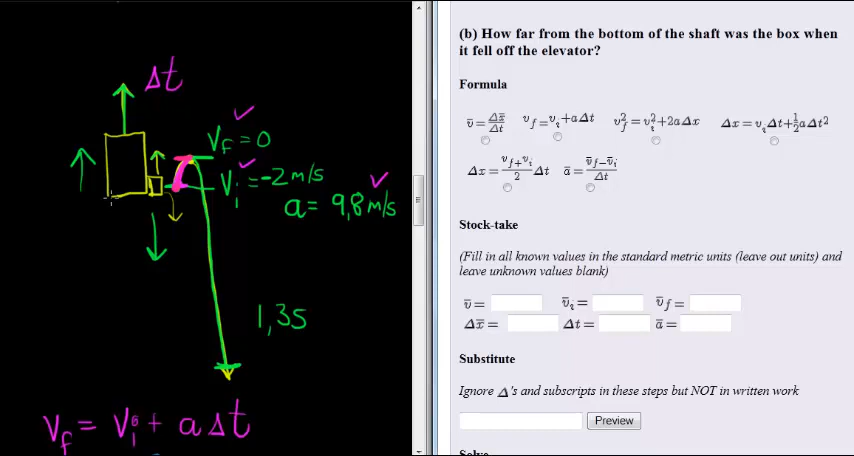 Δt
Vf = 0
Vi = -2 m/s
a = 9,8 m/s
1,35
Vf = Vi + a Δt
(b) How far from the bottom of the shaft was the box when
it fell off the elevator?
Formula
v̄ = Δx̄/Δt vf = vi + aΔt vf² = vi² + 2aΔx Δx = viΔt + ½aΔt²
Δx = (vf + vi)/2 Δt ā = (v̄f − v̄i)/Δt
Stock-take
(Fill in all known values in the standard metric units (leave out units) and
leave unknown values blank)
v̄ = v̄i = v̄f =
Δx̄ = Δt = ā =
Substitute
Ignore Δ's and subscripts in these steps but NOT in written work
Preview
Solve